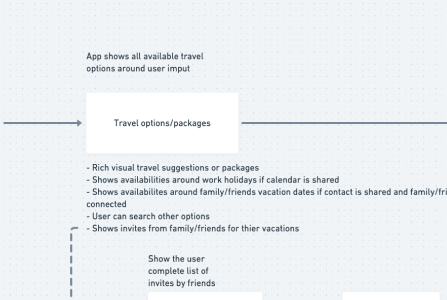 App shows all available travel
options around user imput
Travel options/packages
- Rich visual travel suggestions or packages
- Shows availabilities around work holidays if calendar is shared
- Shows availabilites around family/friends vacation dates if contact is shared and family/fri
connected
- User can search other options
- Shows invites from family/friends for thier vacations
Show the user
complete list of
invites by friends